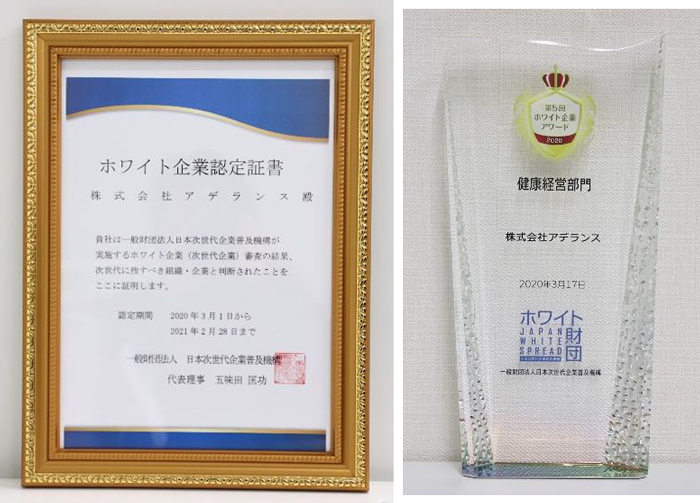 ホワイト企業認定証書
株式会社アデランス殿
貴社は一般財団法人日本次世代企業普及機構が
実施するホワイト企業（次世代企業）審査の結果、
次世代に残すべき組織・企業と判断されたことを
ここに証明します。
認定期間 2020年3月1日から
2021年2月28日まで
一般財団法人 日本次世代企業普及機構
代表理事 五味田 匡功
第5回
ホワイト企業
アワード
2020
健康経営部門
株式会社アデランス
2020年3月17日
ホワイト
JAPAN
WHITE
SPREAD
財団
一般財団法人日本次世代企業普及機構